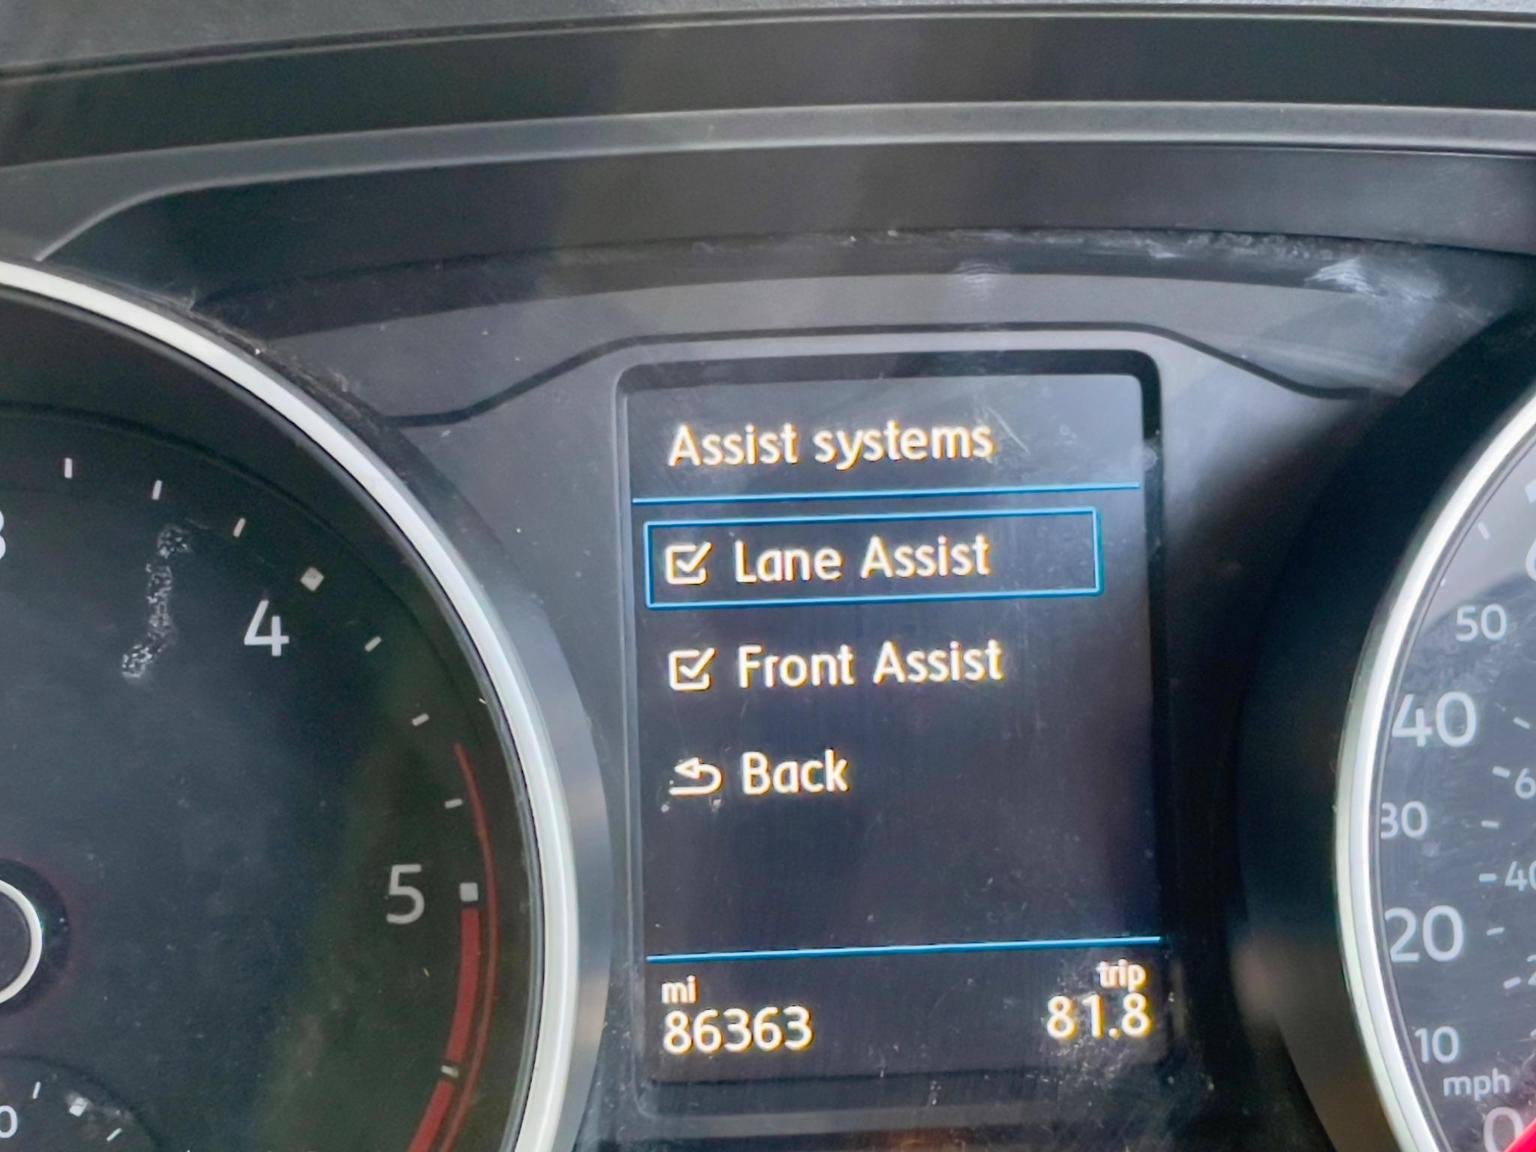 Assist systems
Lane Assist
Front Assist
Back
mi
86363
trip
81.8
4
5
50
40
30
20
10
mph
0